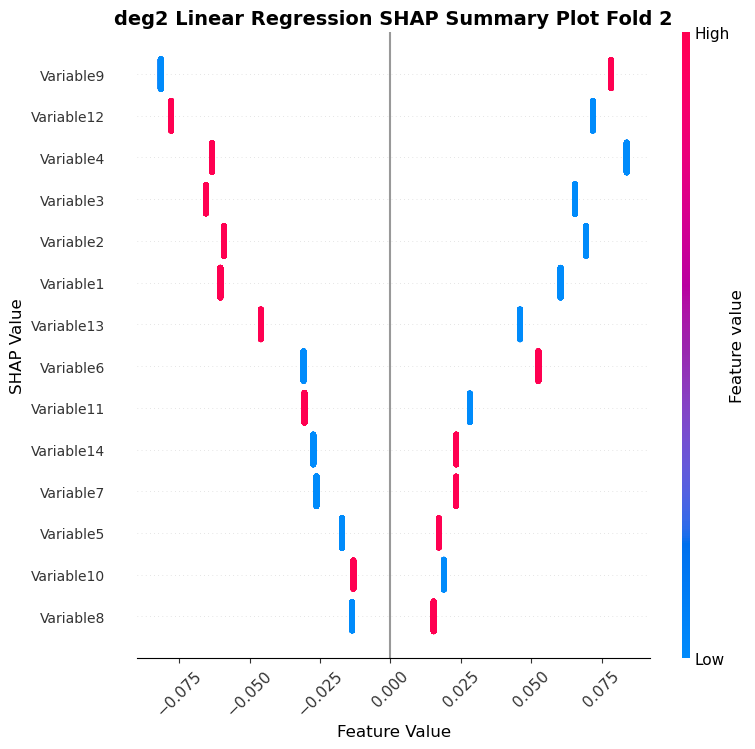 deg2 Linear Regression SHAP Summary Plot Fold 2
High
Variable9
Variable12
Variable4
Variable3
Variable2
Variable1
Variable13
Variable6
Variable11
Variable14
Variable7
Variable5
Variable10
Variable8
SHAP Value
Feature value
Low
−0.075 −0.050 −0.025 0.000 0.025 0.050 0.075
Feature Value